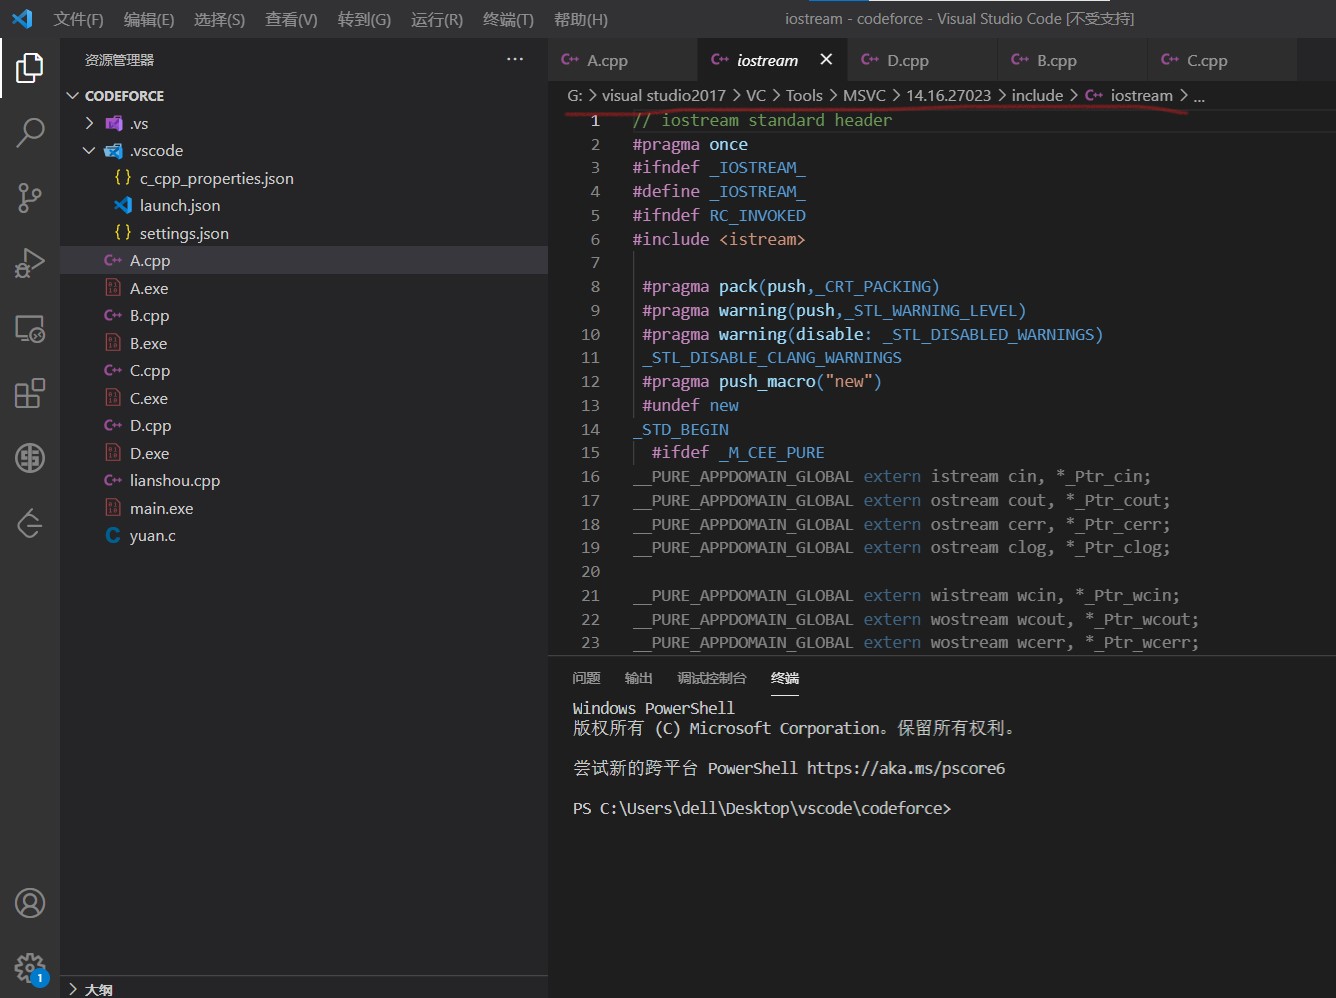 文件(F) 编辑(E) 选择(S) 查看(V) 转到(G) 运行(R) 终端(T) 帮助(H) iostream - codeforce - Visual Studio Code [不受支持]
资源管理器 ...
CODEFORCE
.vs
.vscode
{} c_cpp_properties.json
launch.json
{} settings.json
C++ A.cpp
A.exe
C++ B.cpp
B.exe
C++ C.cpp
C.exe
C++ D.cpp
D.exe
C++ lianshou.cpp
main.exe
C yuan.c
1
大纲
C++ A.cpp C++ iostream × C++ D.cpp C++ B.cpp C++ C.cpp
G: > visual studio2017 > VC > Tools > MSVC > 14.16.27023 > include > C++ iostream > ...
1 // iostream standard header
2 #pragma once
3 #ifndef _IOSTREAM_
4 #define _IOSTREAM_
5 #ifndef RC_INVOKED
6 #include <istream>
7
8 #pragma pack(push,_CRT_PACKING)
9 #pragma warning(push,_STL_WARNING_LEVEL)
10 #pragma warning(disable: _STL_DISABLED_WARNINGS)
11 _STL_DISABLE_CLANG_WARNINGS
12 #pragma push_macro("new")
13 #undef new
14 _STD_BEGIN
15 #ifdef _M_CEE_PURE
16 __PURE_APPDOMAIN_GLOBAL extern istream cin, *_Ptr_cin;
17 __PURE_APPDOMAIN_GLOBAL extern ostream cout, *_Ptr_cout;
18 __PURE_APPDOMAIN_GLOBAL extern ostream cerr, *_Ptr_cerr;
19 __PURE_APPDOMAIN_GLOBAL extern ostream clog, *_Ptr_clog;
20
21 __PURE_APPDOMAIN_GLOBAL extern wistream wcin, *_Ptr_wcin;
22 __PURE_APPDOMAIN_GLOBAL extern wostream wcout, *_Ptr_wcout;
23 __PURE_APPDOMAIN_GLOBAL extern wostream wcerr, *_Ptr_wcerr;
问题 输出 调试控制台 终端
Windows PowerShell
版权所有 (C) Microsoft Corporation。保留所有权利。
尝试新的跨平台 PowerShell https://aka.ms/pscore6
PS C:\Users\dell\Desktop\vscode\codeforce>